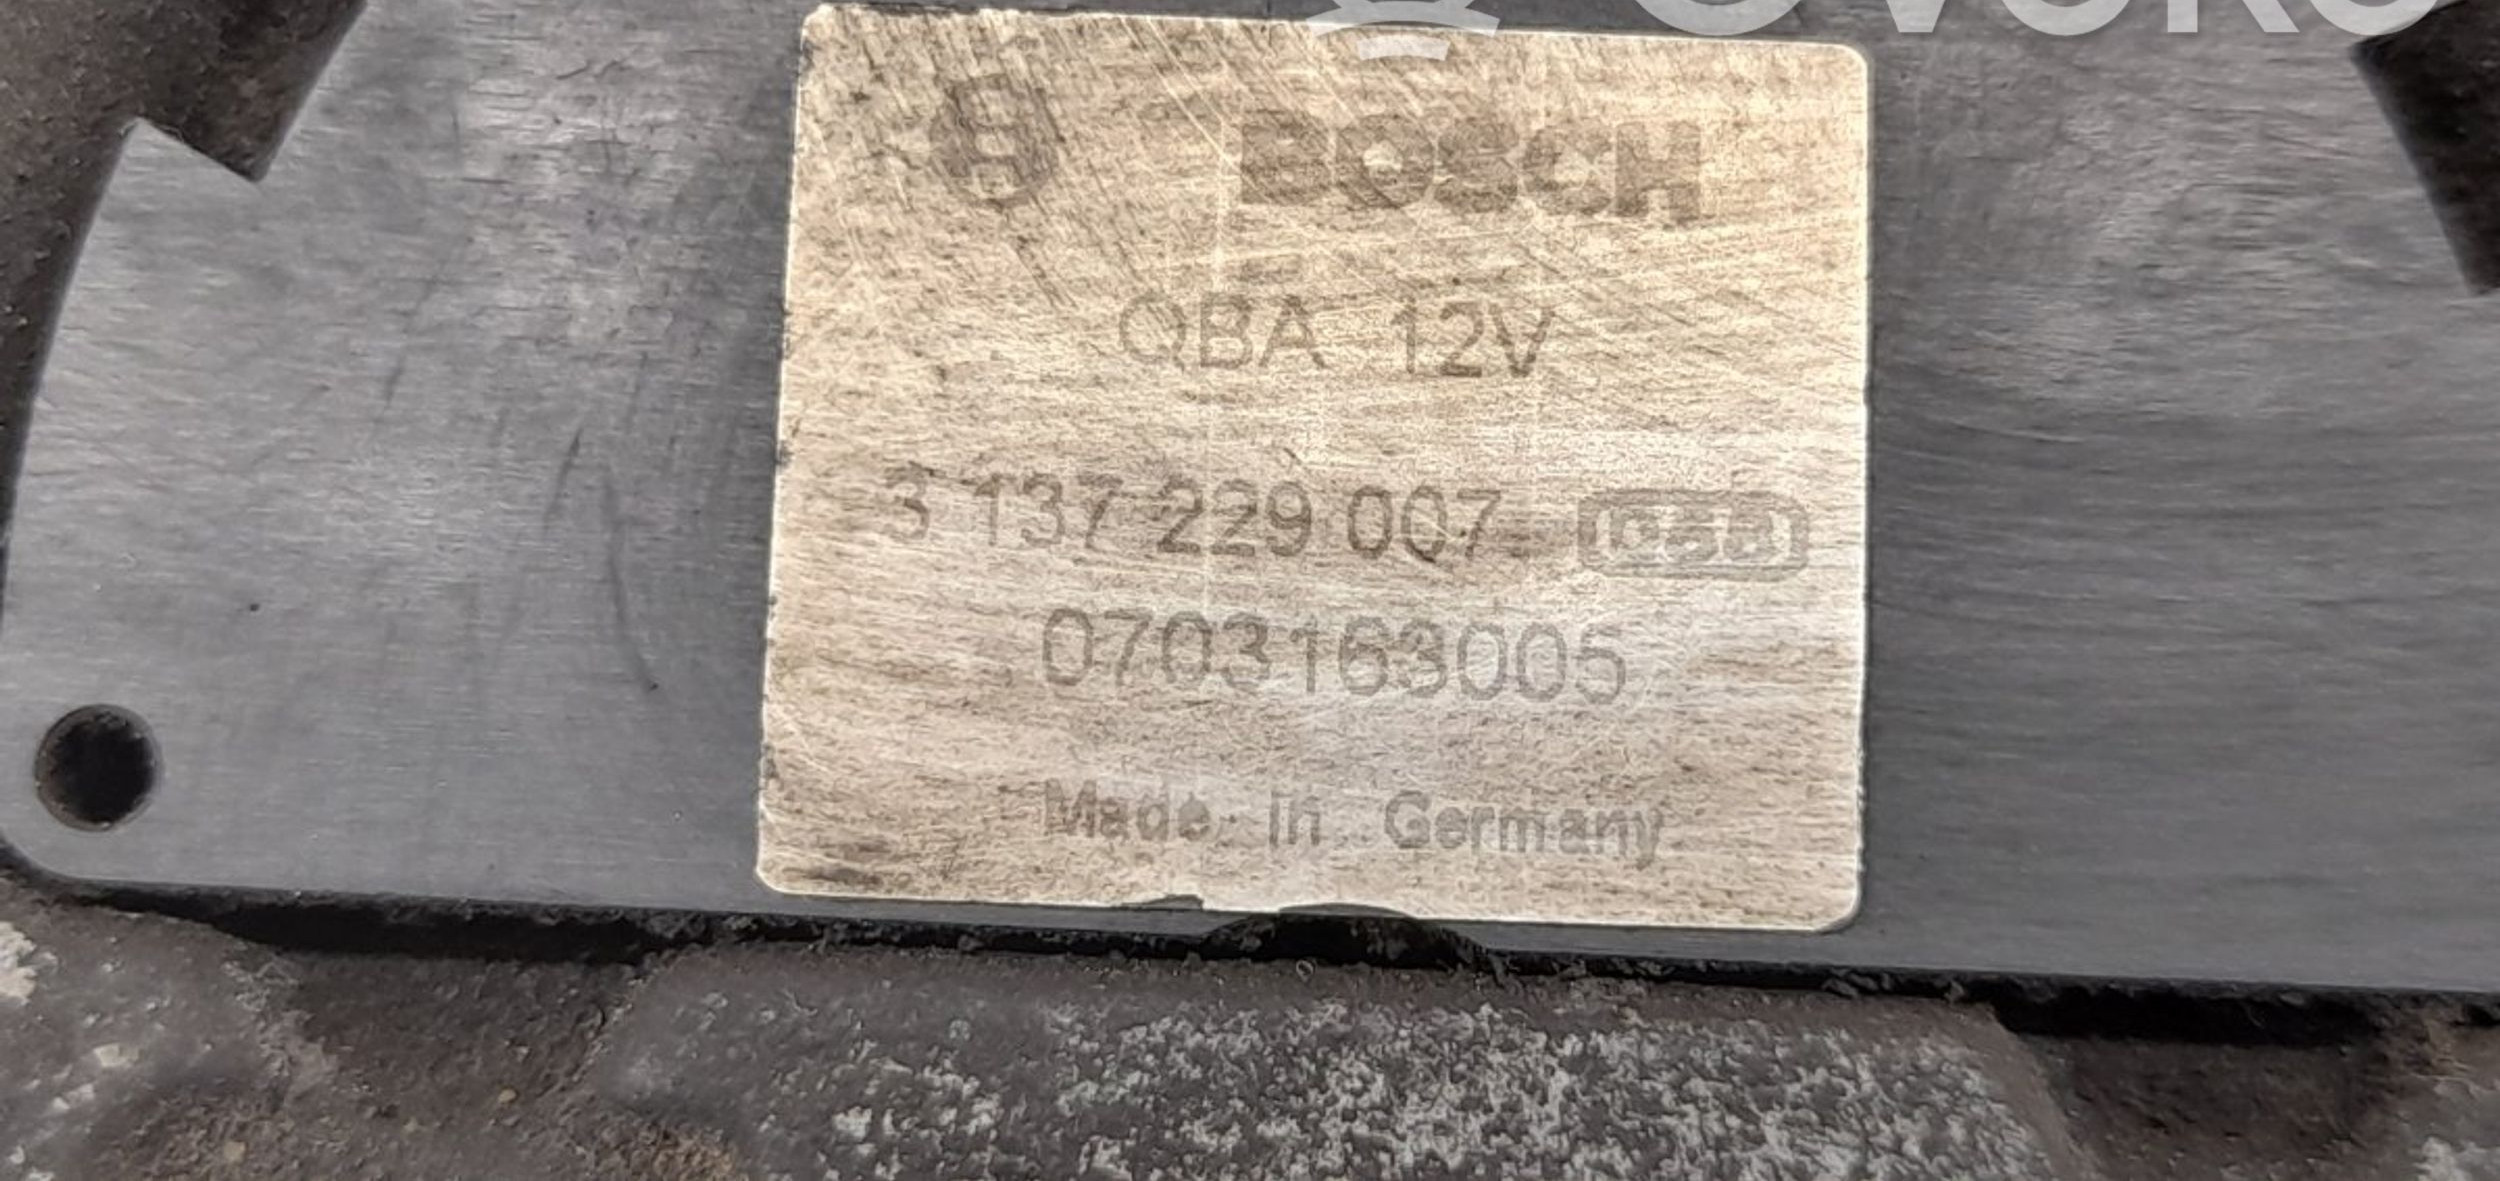 BOSCH
QBA 12V
3 137 229 007
0703163005
Made in Germany